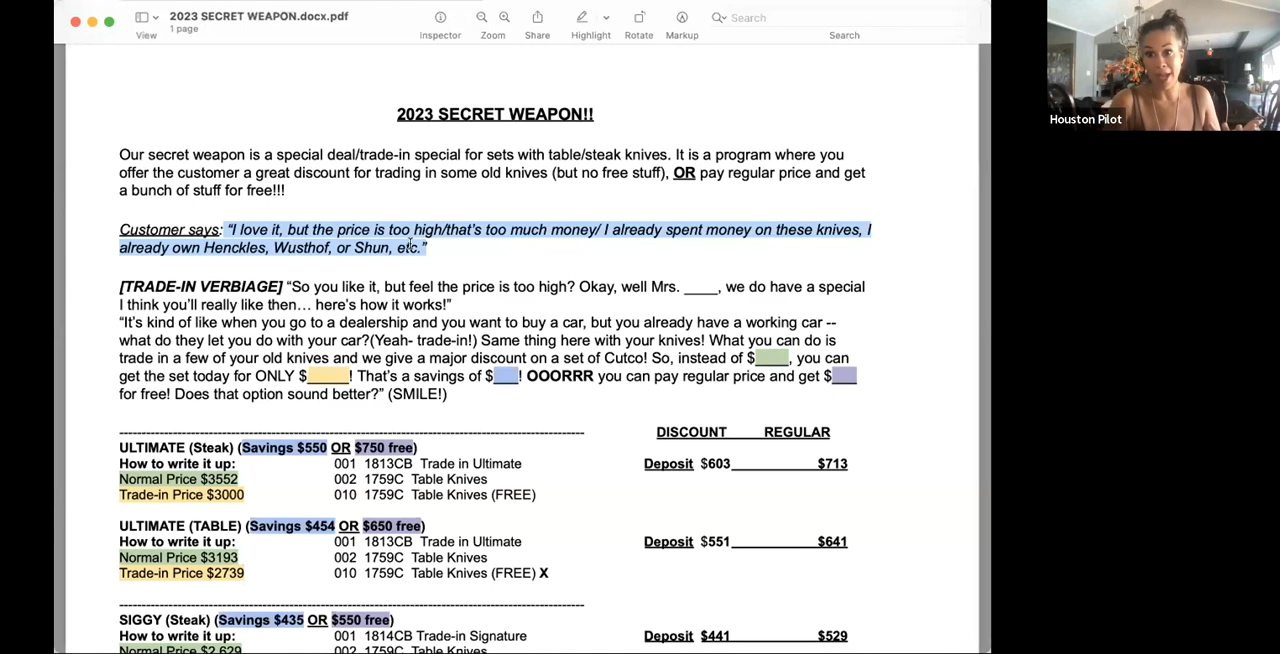 2023 SECRET WEAPON.docx.pdf
1 page
View
Inspector
Zoom
Share
Highlight
Rotate
Markup
Search
Search
Houston Pilot
2023 SECRET WEAPON!!
Our secret weapon is a special deal/trade-in special for sets with table/steak knives. It is a program where you
offer the customer a great discount for trading in some old knives (but no free stuff), OR pay regular price and get
a bunch of stuff for free!!!
Customer says: “I love it, but the price is too high/that’s too much money/ I already spent money on these knives, I
already own Henckles, Wusthof, or Shun, etc.”
[TRADE-IN VERBIAGE] “So you like it, but feel the price is too high? Okay, well Mrs. ____, we do have a special
I think you’ll really like then… here’s how it works!”
“It’s kind of like when you go to a dealership and you want to buy a car, but you already have a working car --
what do they let you do with your car?(Yeah- trade-in!) Same thing here with your knives! What you can do is
trade in a few of your old knives and we give a major discount on a set of Cutco! So, instead of $____, you can
get the set today for ONLY $_____! That’s a savings of $___! OOORRR you can pay regular price and get $___
for free! Does that option sound better?” (SMILE!)
DISCOUNT REGULAR
ULTIMATE (Steak) (Savings $550 OR $750 free)
How to write it up: 001 1813CB Trade in Ultimate Deposit $603 $713
Normal Price $3552 002 1759C Table Knives
Trade-in Price $3000 010 1759C Table Knives (FREE)
ULTIMATE (TABLE) (Savings $454 OR $650 free)
How to write it up: 001 1813CB Trade in Ultimate Deposit $551 $641
Normal Price $3193 002 1759C Table Knives
Trade-in Price $2739 010 1759C Table Knives (FREE) X
SIGGY (Steak) (Savings $435 OR $550 free)
How to write it up: 001 1814CB Trade-in Signature Deposit $441 $529
Normal Price $2,629 002 1759C Table Knives